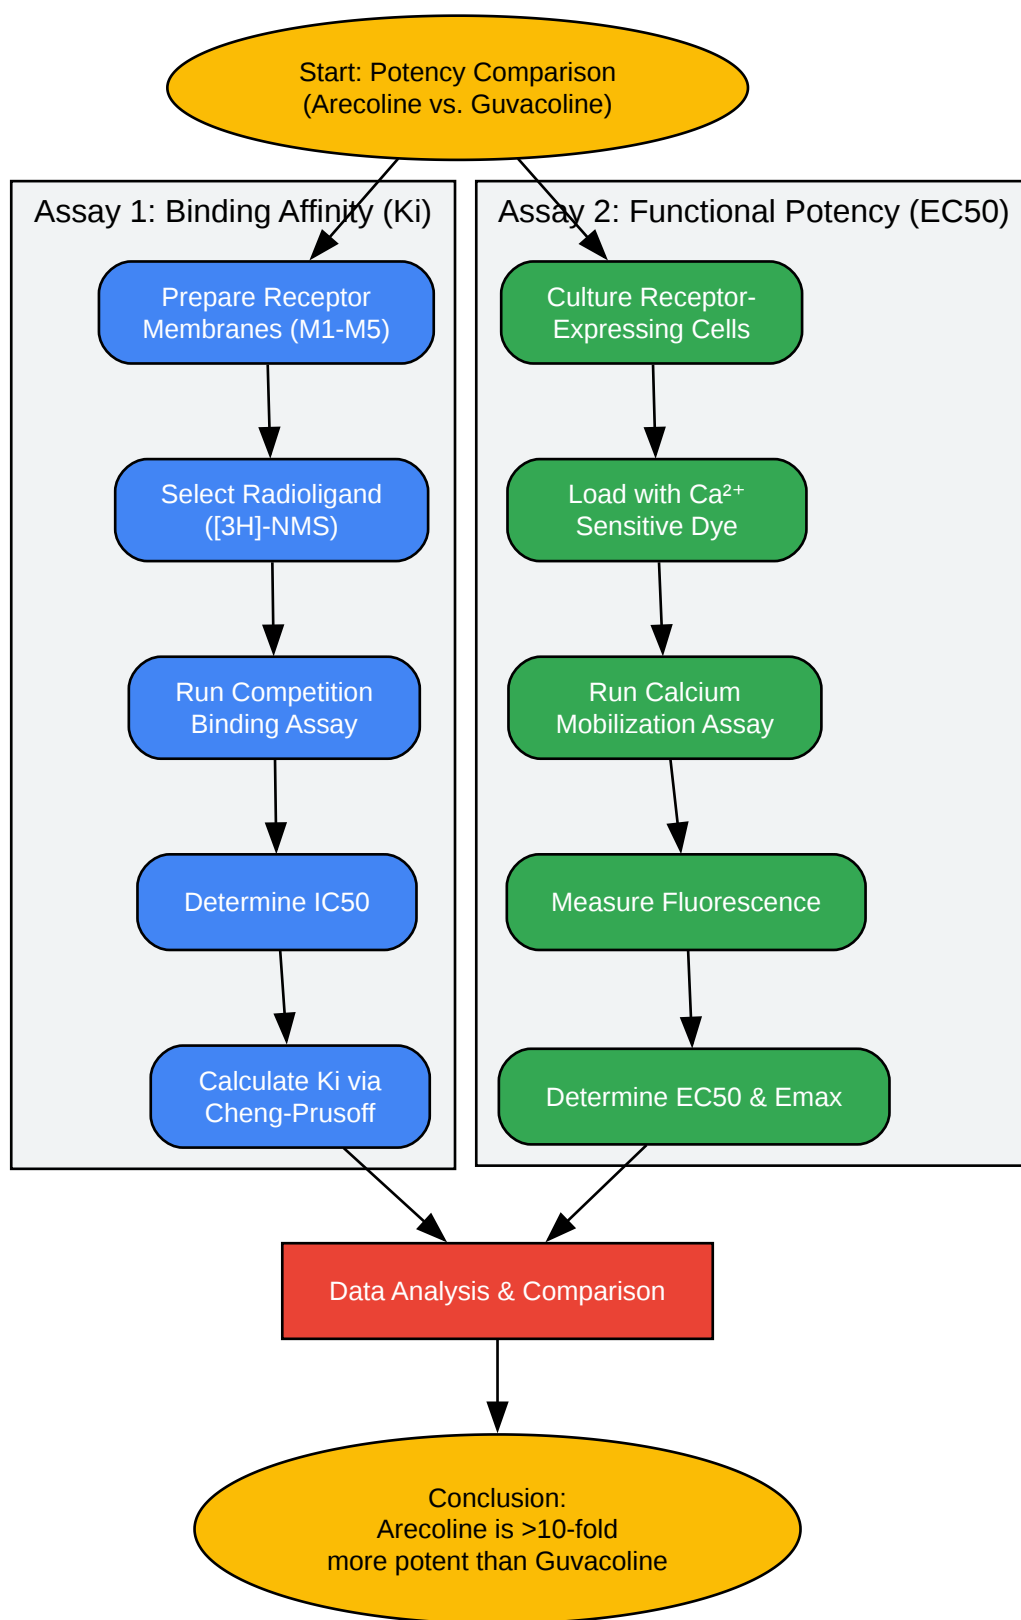 Start: Potency Comparison
(Arecoline vs. Guvacoline)
Assay 1: Binding Affinity (Ki)
Prepare Receptor
Membranes (M1-M5)
Select Radioligand
([3H]-NMS)
Run Competition
Binding Assay
Determine IC50
Calculate Ki via
Cheng-Prusoff
Assay 2: Functional Potency (EC50)
Culture Receptor-
Expressing Cells
Load with Ca²⁺
Sensitive Dye
Run Calcium
Mobilization Assay
Measure Fluorescence
Determine EC50 & Emax
Data Analysis & Comparison
Conclusion:
Arecoline is >10-fold
more potent than Guvacoline